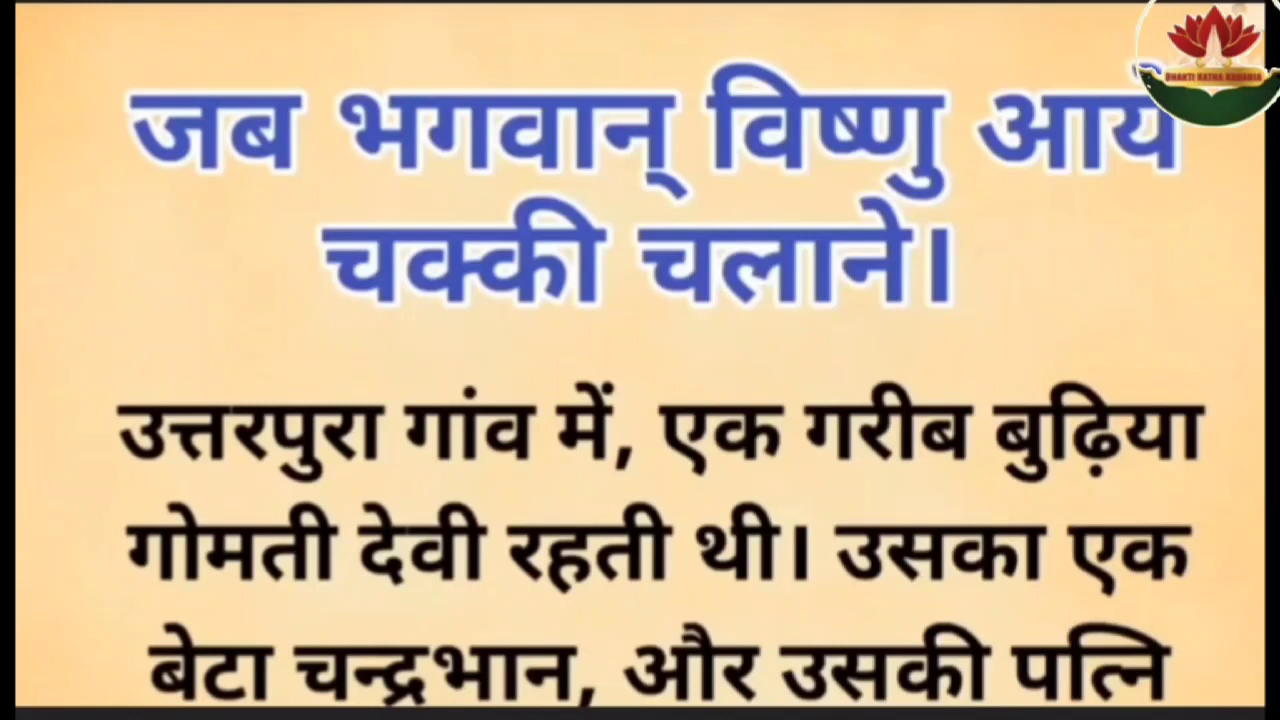 जब भगवान् विष्णु आय
चक्की चलाने।
उत्तरपुरा गांव में, एक गरीब बुढ़िया
गोमती देवी रहती थी। उसका एक
बेटा चन्द्रभान, और उसकी पत्नि